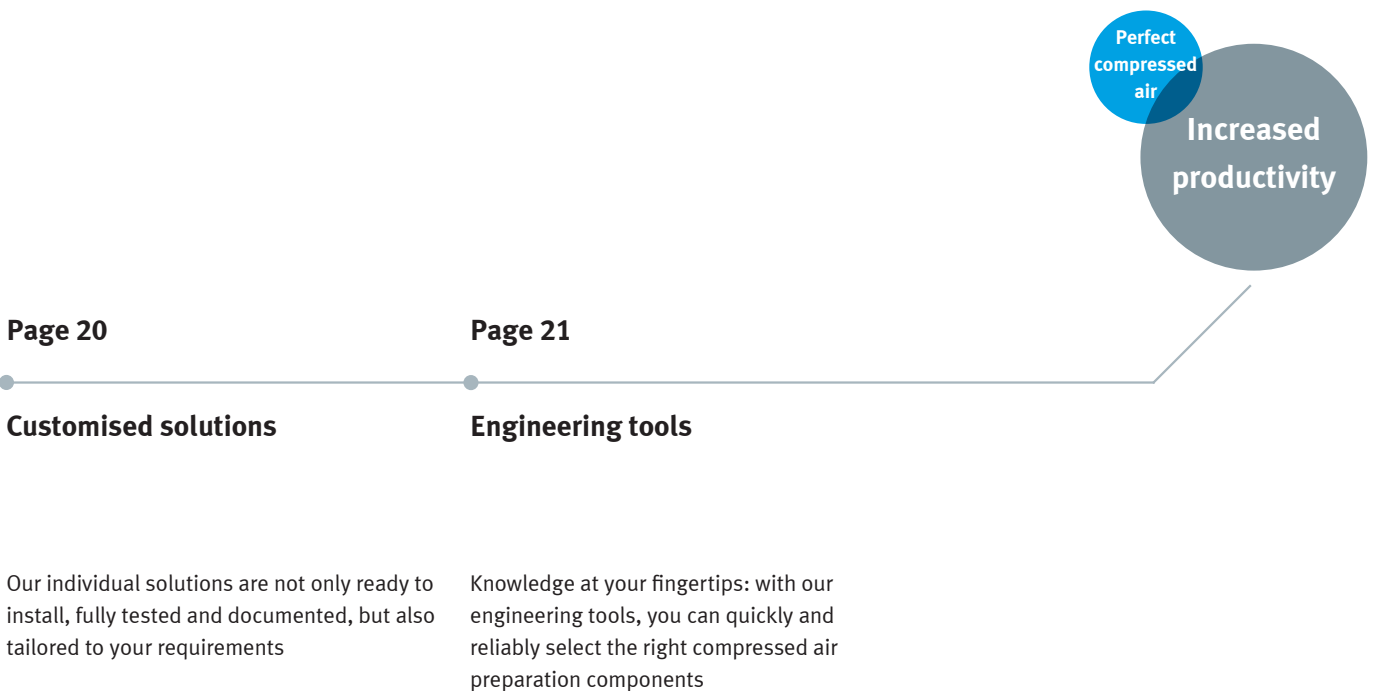 Perfect
compressed
air
Increased
productivity
Page 20
Customised solutions
Our individual solutions are not only ready to
install, fully tested and documented, but also
tailored to your requirements
Page 21
Engineering tools
Knowledge at your fingertips: with our
engineering tools, you can quickly and
reliably select the right compressed air
preparation components